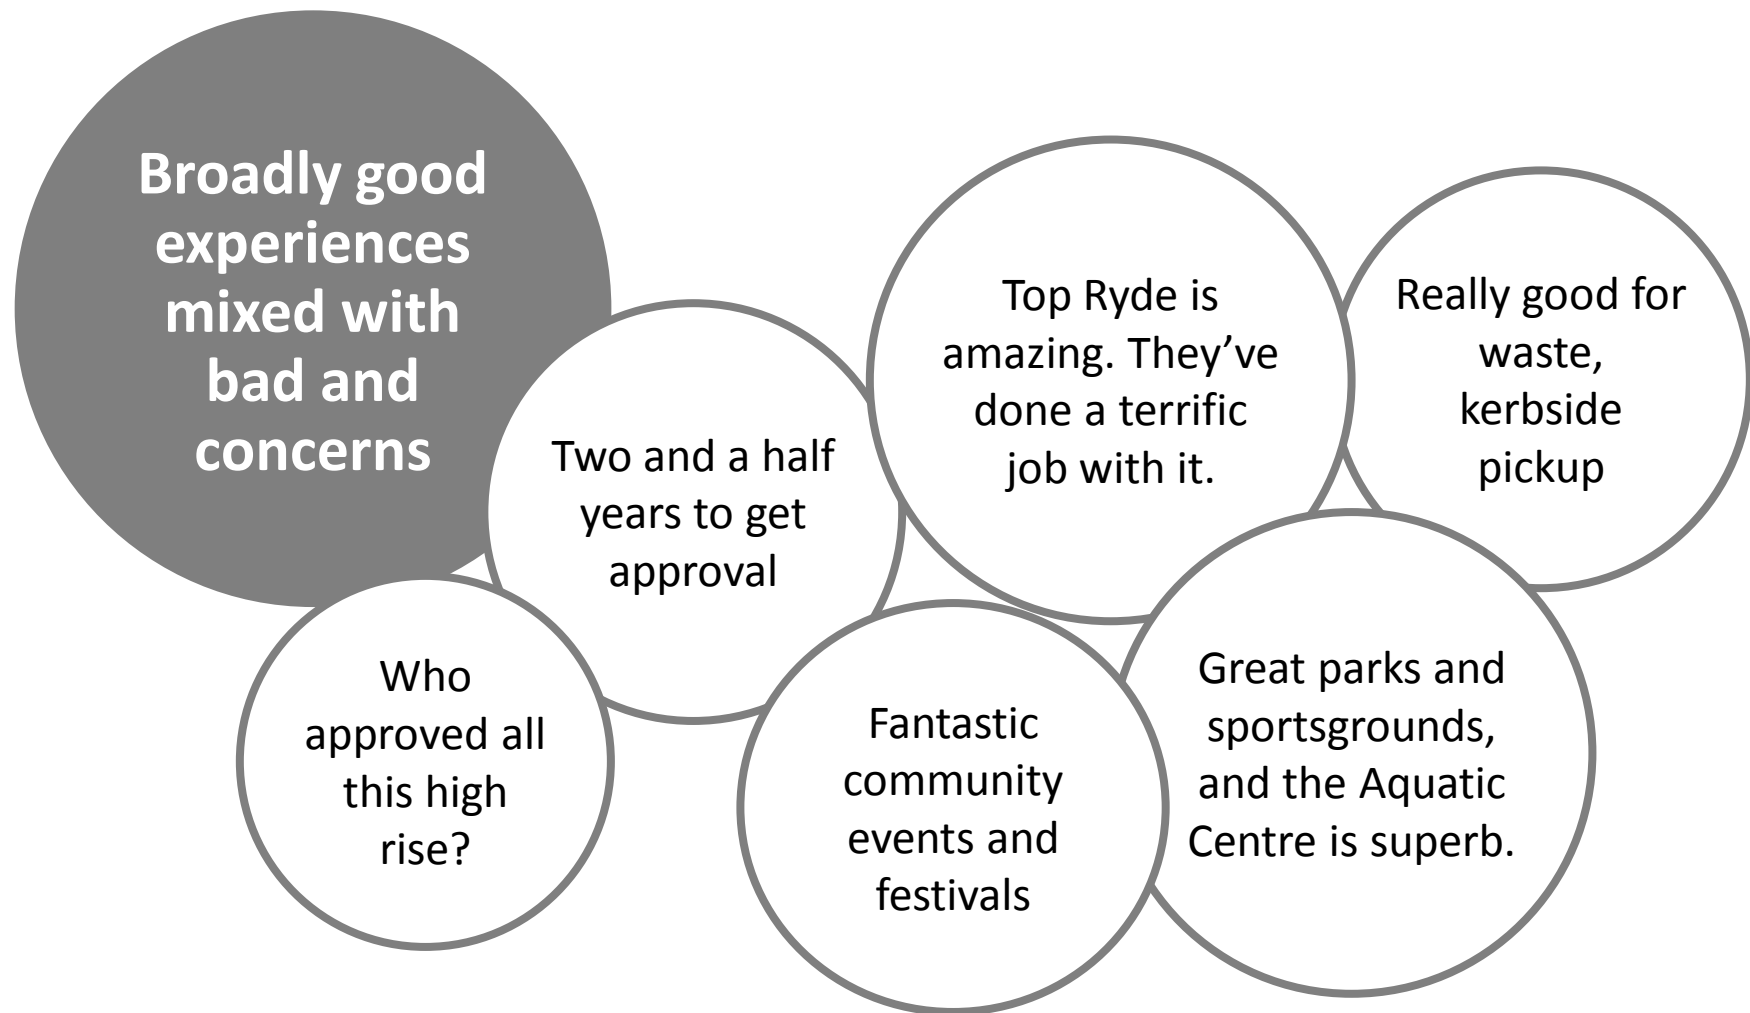 Broadly good
experiences
mixed with
bad and
concerns
Two and a half
years to get
approval
Who
approved all
this high
rise?
Top Ryde is
amazing. They’ve
done a terrific
job with it.
Fantastic
community
events and
festivals
Really good for
waste,
kerbside
pickup
Great parks and
sportsgrounds,
and the Aquatic
Centre is superb.